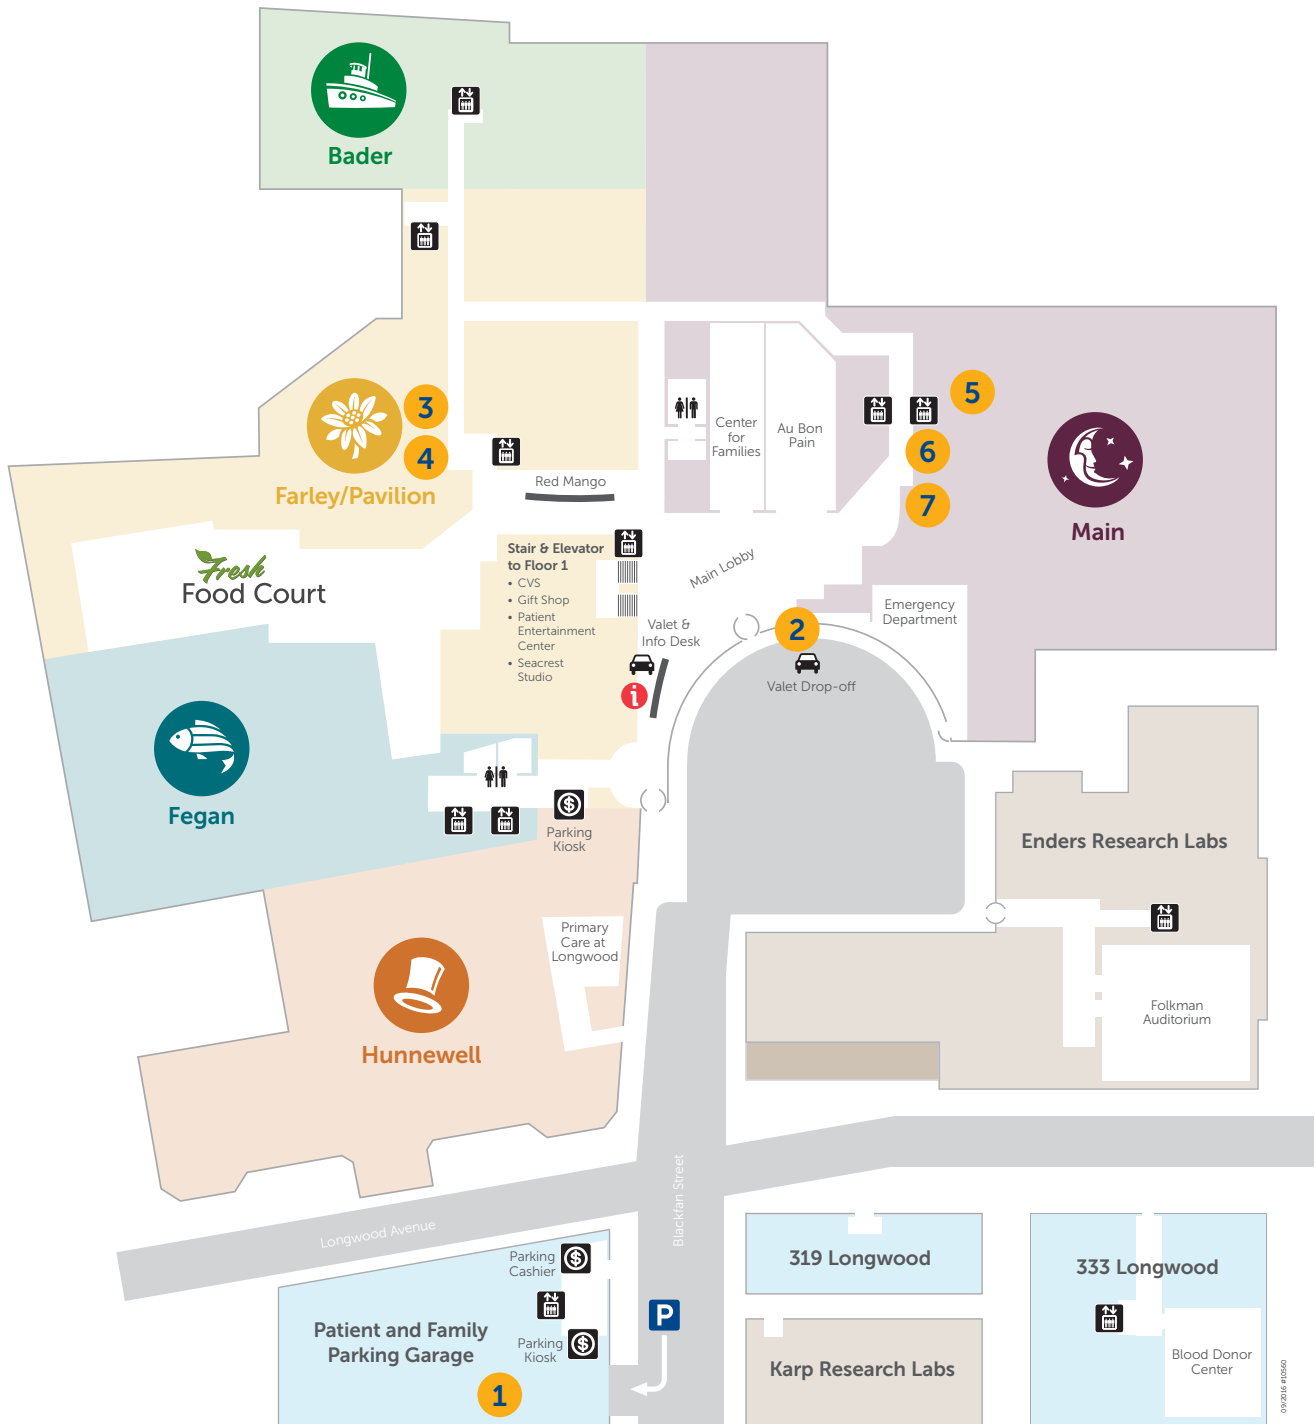 Bader
3
4
Farley/Pavilion
Red Mango
Center
for
Families
Au Bon
Pain
5
6
7
Main
Fresh
Food Court
Stair & Elevator
to Floor 1
• CVS
• Gift Shop
• Patient
Entertainment
Center
• Seacrest
Studio
Main Lobby
Valet &
Info Desk
i
2
Valet Drop-off
Emergency
Department
Fegan
$
Parking
Kiosk
Enders Research Labs
Primary
Care at
Longwood
Folkman
Auditorium
Hunnewell
Longwood Avenue
Blackfan Street
Parking
Cashier
$
Patient and Family
Parking Garage
Parking
Kiosk
$
1
P
319 Longwood
333 Longwood
Karp Research Labs
Blood Donor
Center
09/2016 #10560